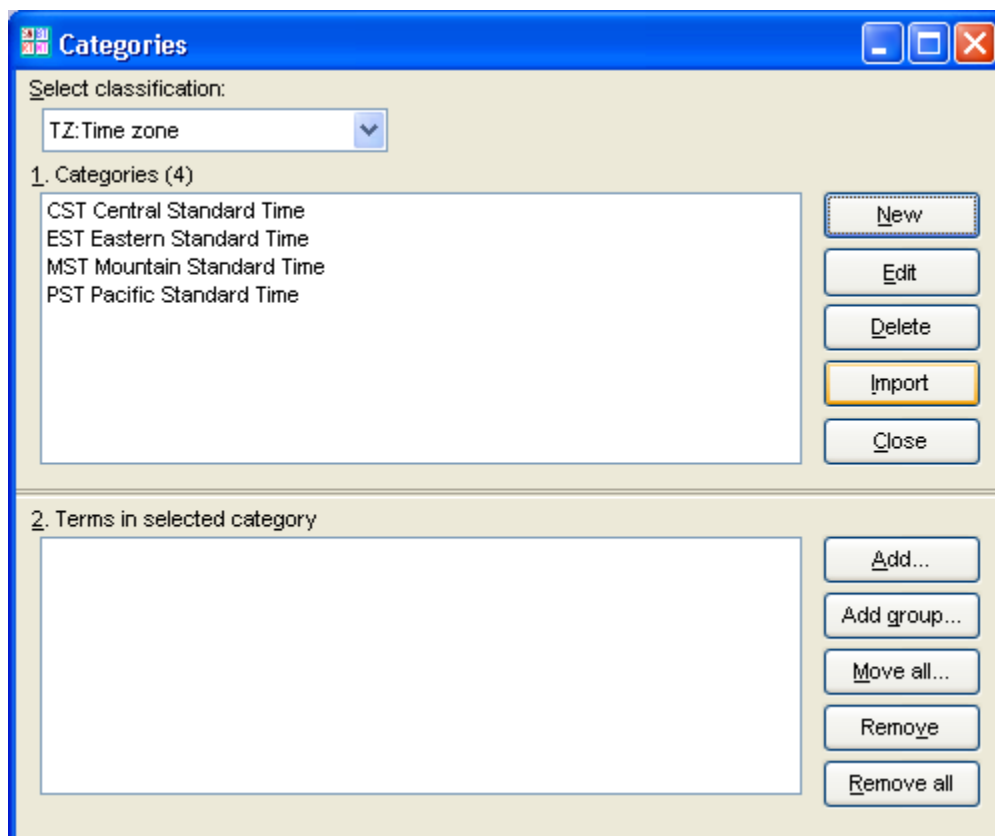 Categories
Select classification:
TZ:Time zone
1. Categories (4)
CST Central Standard Time
EST Eastern Standard Time
MST Mountain Standard Time
PST Pacific Standard Time
New
Edit
Delete
Import
Close
2. Terms in selected category
Add...
Add group...
Move all...
Remove
Remove all